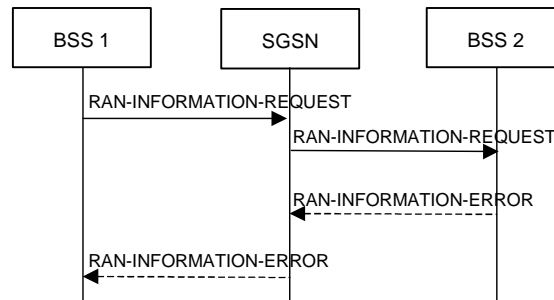 BSS 1
SGSN
BSS 2
RAN-INFORMATION-REQUEST
RAN-INFORMATION-REQUEST
RAN-INFORMATION-ERROR
RAN-INFORMATION-ERROR